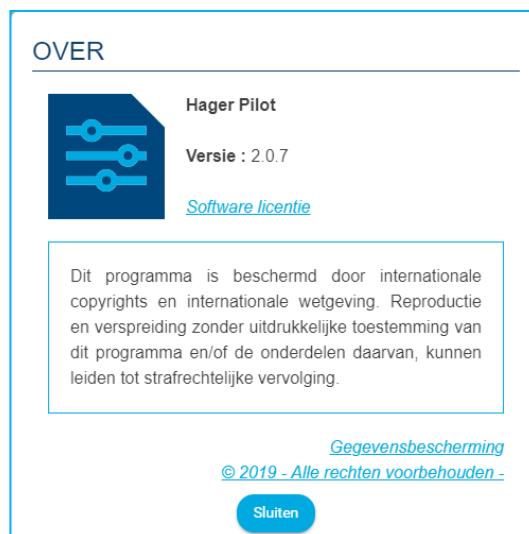 OVER
Hager Pilot
Versie : 2.0.7
Software licentie
Dit programma is beschermd door internationale
copyrights en internationale wetgeving. Reproductie
en verspreiding zonder uitdrukkelijke toestemming van
dit programma en/of de onderdelen daarvan, kunnen
leiden tot strafrechtelijke vervolging.
Gegevensbescherming
© 2019 - Alle rechten voorbehouden -
Sluiten